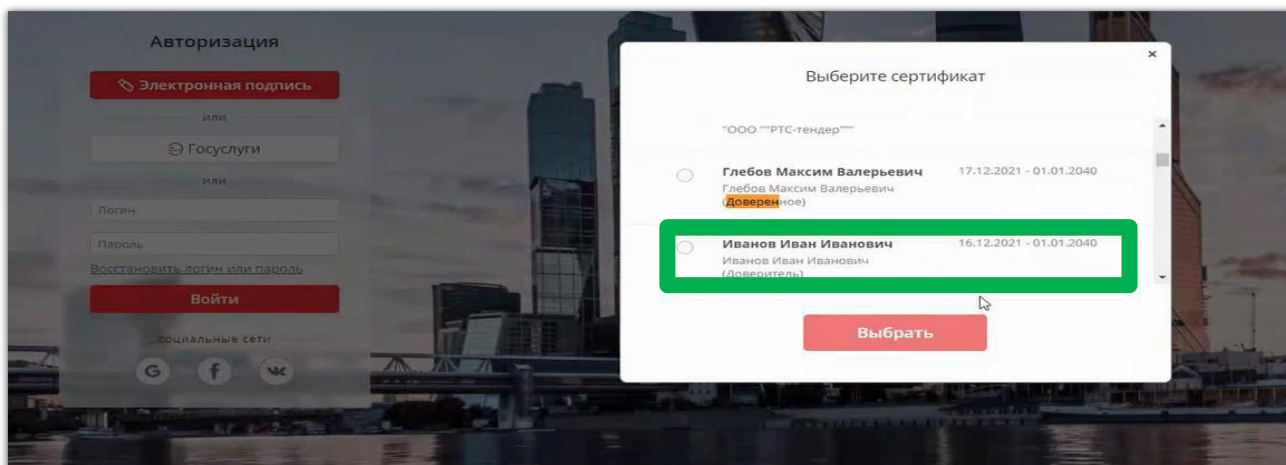 Авторизация
Электронная подпись
или
Госуслуги
или
Логин
Пароль
Восстановить логин или пароль
Войти
социальные сети
G f
×
Выберите сертификат
"ООО ""РТС-тендер"""
Глебов Максим Валерьевич 17.12.2021 - 01.01.2040
Глебов Максим Валерьевич
(Доверенное)
Иванов Иван Иванович 16.12.2021 - 01.01.2040
Иванов Иван Иванович
(Доверитель)
Выбрать